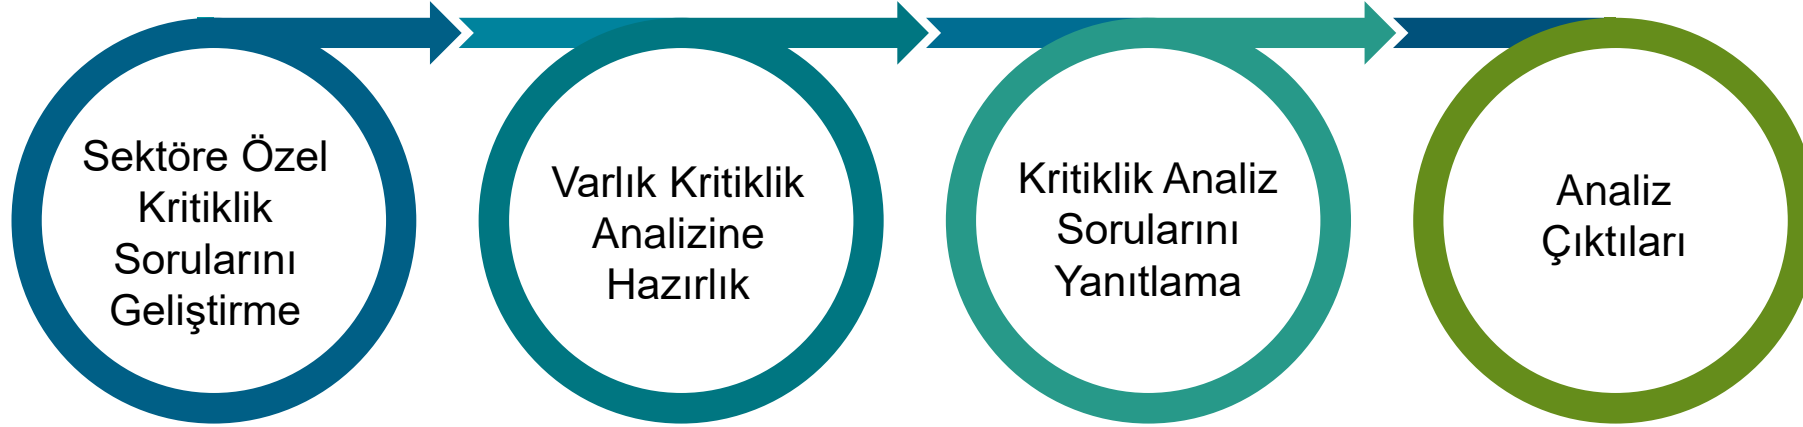 Sektöre Özel
Kritiklik
Sorularını
Geliştirme
Varlık Kritiklik
Analizine
Hazırlık
Kritiklik Analiz
Sorularını
Yanıtlama
Analiz
Çıktıları